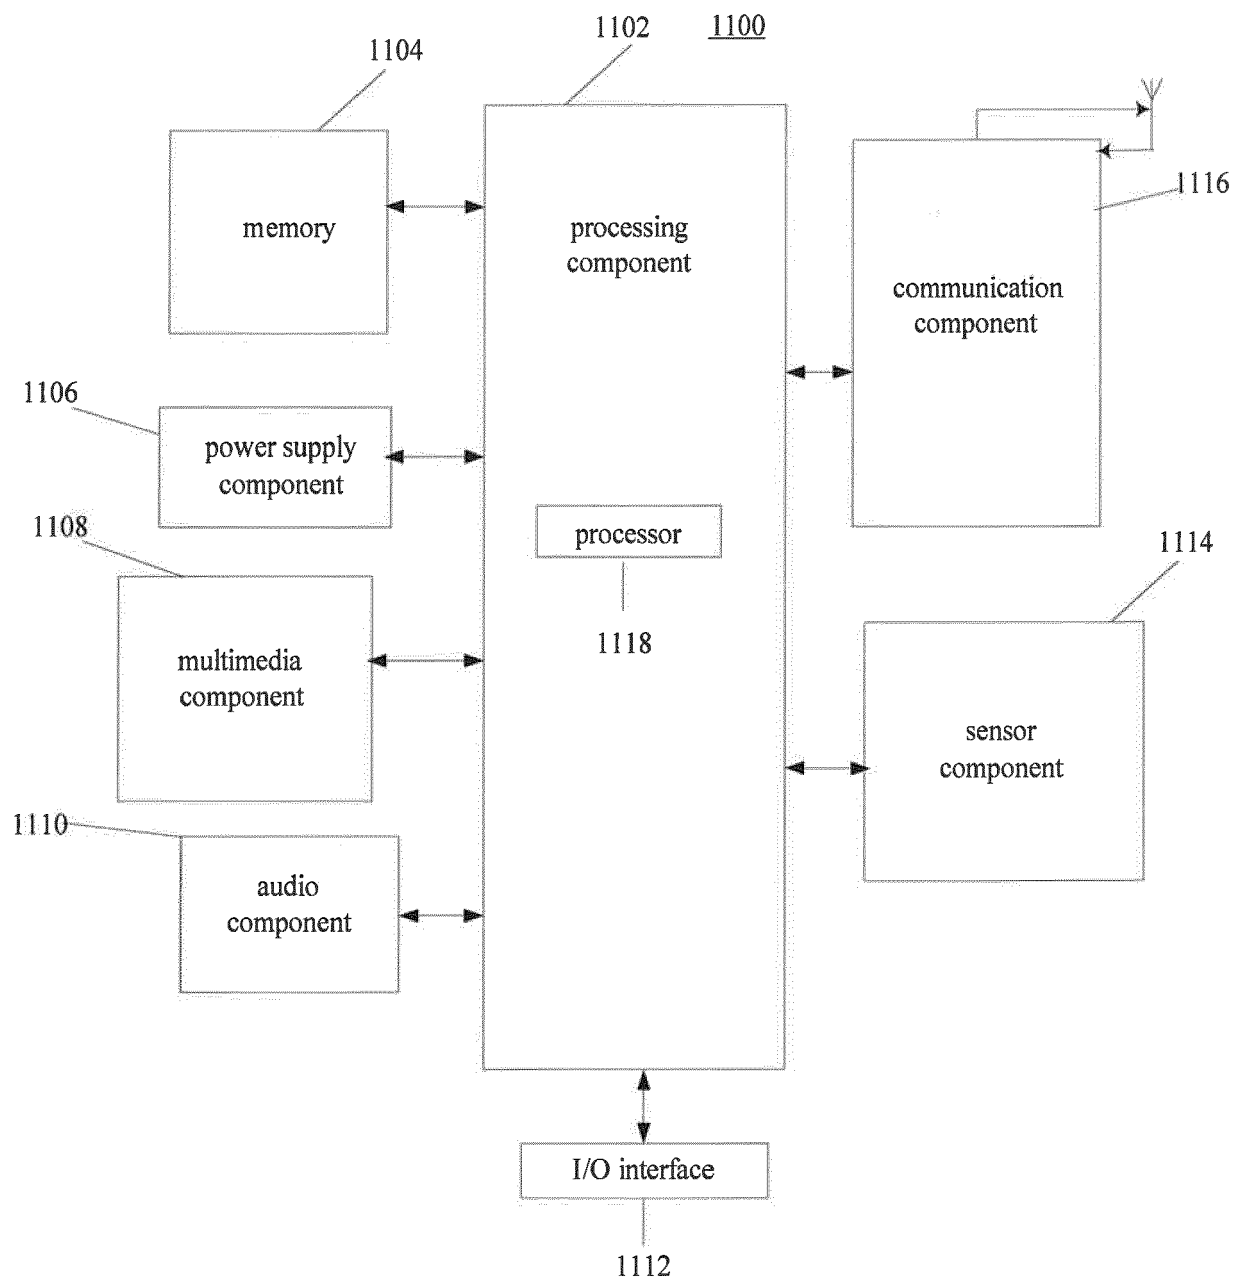 1102
1100
1104
memory
processing
component
1116
communication
component
1106
power supply
component
1108
processor
1118
1114
multimedia
component
sensor
component
1110
audio
component
I/O interface
1112